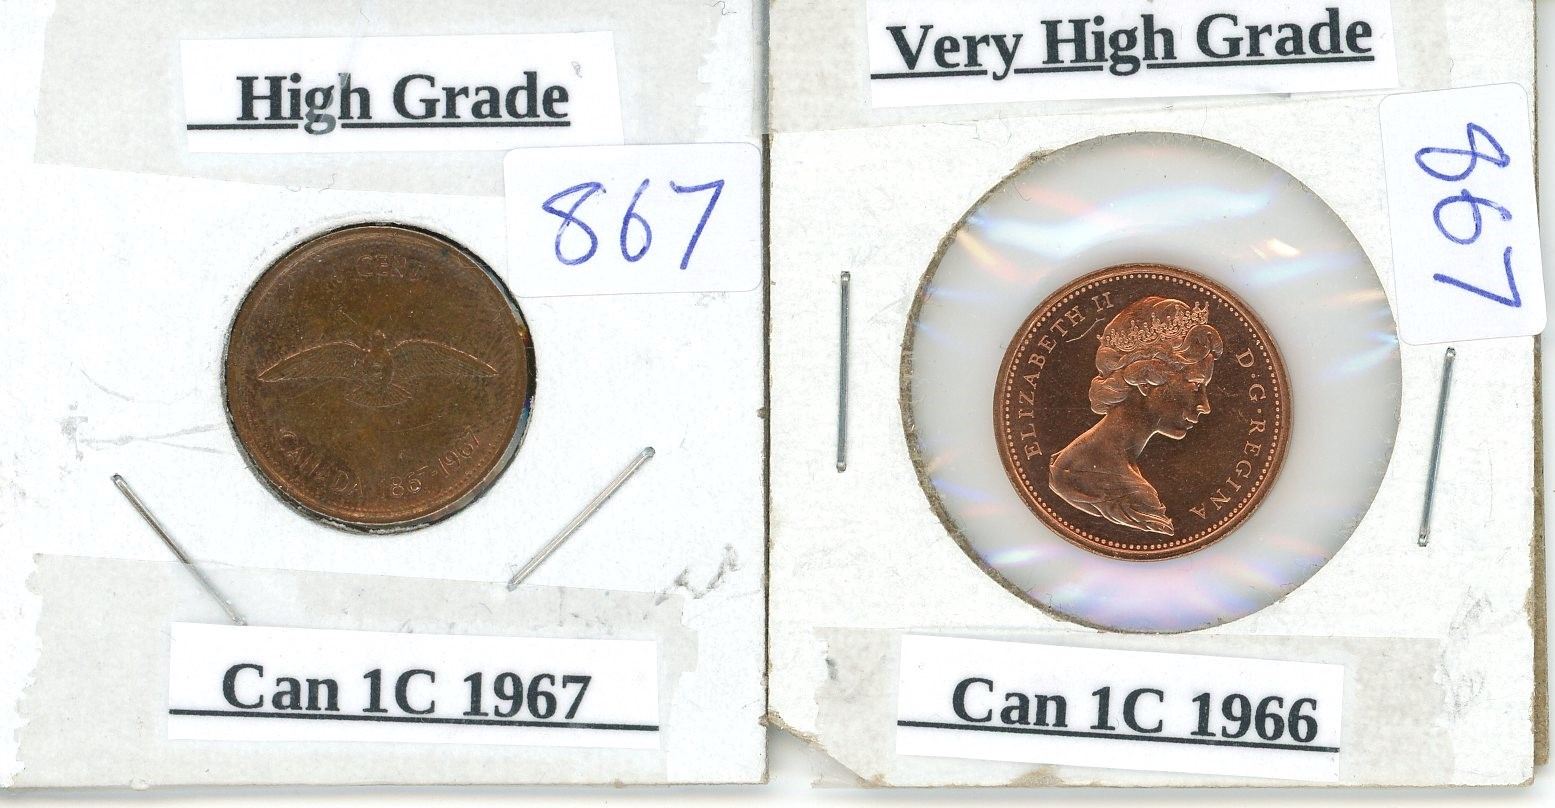 High Grade
867
1 CENT
CANADA 1867-1967
Can 1C 1967
Very High Grade
867
ELIZABETH II D·G·REGINA
Can 1C 1966